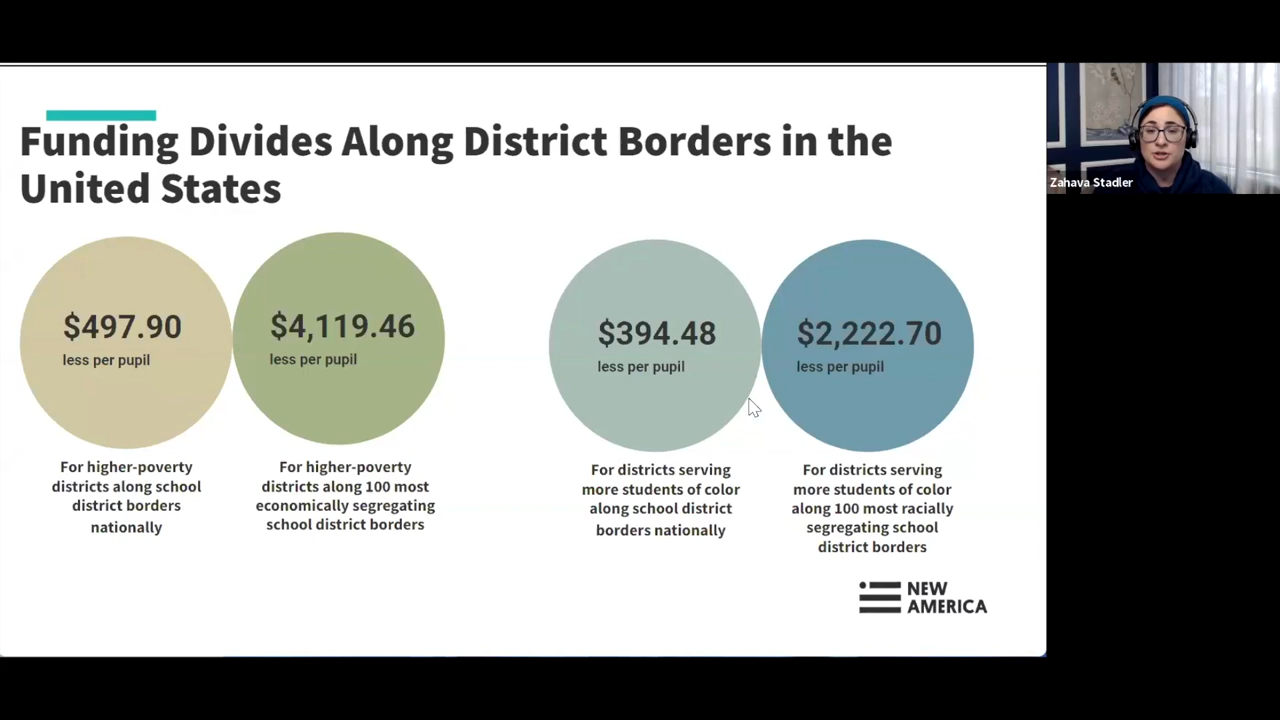 Funding Divides Along District Borders in the
United States
$497.90
less per pupil
For higher-poverty
districts along school
district borders
nationally
$4,119.46
less per pupil
For higher-poverty
districts along 100 most
economically segregating
school district borders
$394.48
less per pupil
For districts serving
more students of color
along school district
borders nationally
$2,222.70
less per pupil
For districts serving
more students of color
along 100 most racially
segregating school
district borders
NEW
AMERICA
Zahava Stadler